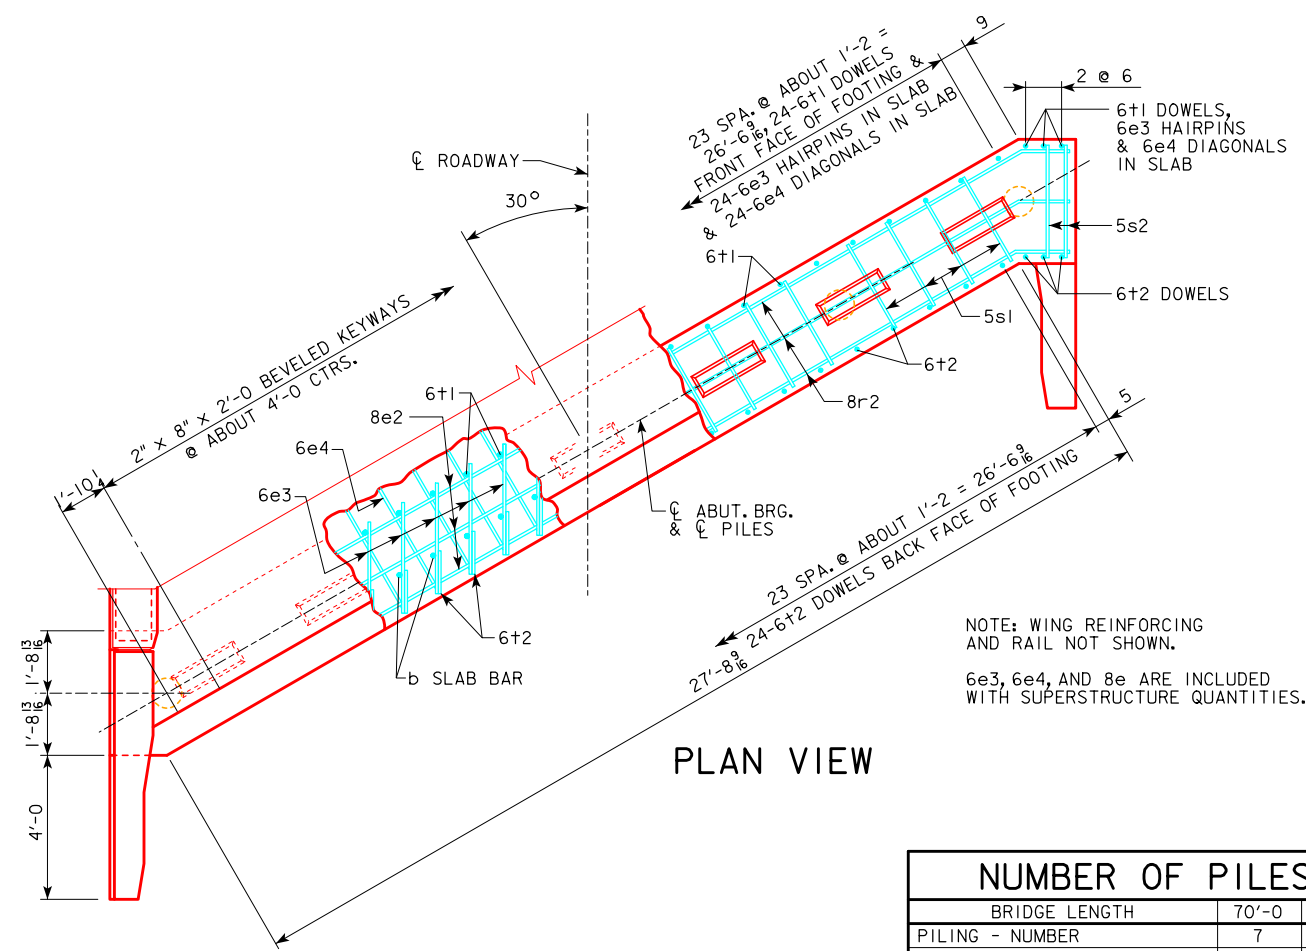 23 SPA. @ ABOUT 1'-2 =
26'-6 9/16, 24-6t1 DOWELS
FRONT FACE OF FOOTING &
24-6e3 HAIRPINS IN SLAB
& 24-6e4 DIAGONALS IN SLAB
9
2 @ 6
6t1 DOWELS,
6e3 HAIRPINS
& 6e4 DIAGONALS
IN SLAB
℄ ROADWAY
30°
5s2
6t1
6t2 DOWELS
5s1
2" x 8" x 2'-0 BEVELED KEYWAYS
@ ABOUT 4'-0 CTRS.
6t2
6t1
8e2
8r2
5
6e4
1'-10 1/4
6e3
℄ ABUT. BRG.
& ℄ PILES
23 SPA. @ ABOUT 1'-2 = 26'-6 9/16
24-6t2 DOWELS BACK FACE OF FOOTING
27'-8 9/16
6t2
b SLAB BAR
1'-8 13/16
1'-8 13/16
4'-0
NOTE: WING REINFORCING
AND RAIL NOT SHOWN.
6e3, 6e4, AND 8e ARE INCLUDED
WITH SUPERSTRUCTURE QUANTITIES.
PLAN VIEW
NUMBER OF PILES
BRIDGE LENGTH 70'-0
PILING - NUMBER 7